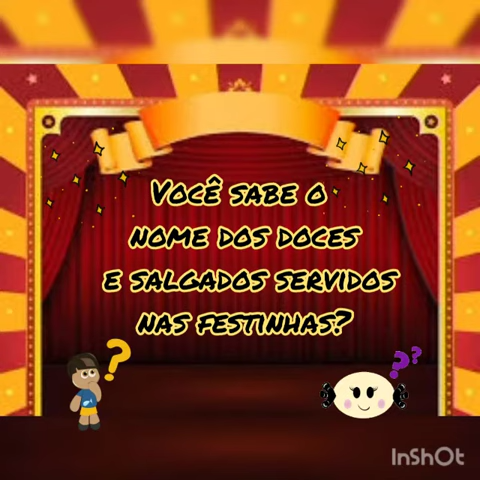 VOCÊ SABE O
NOME DOS DOCES
E SALGADOS SERVIDOS
NAS FESTINHAS?
?
??
InShOt